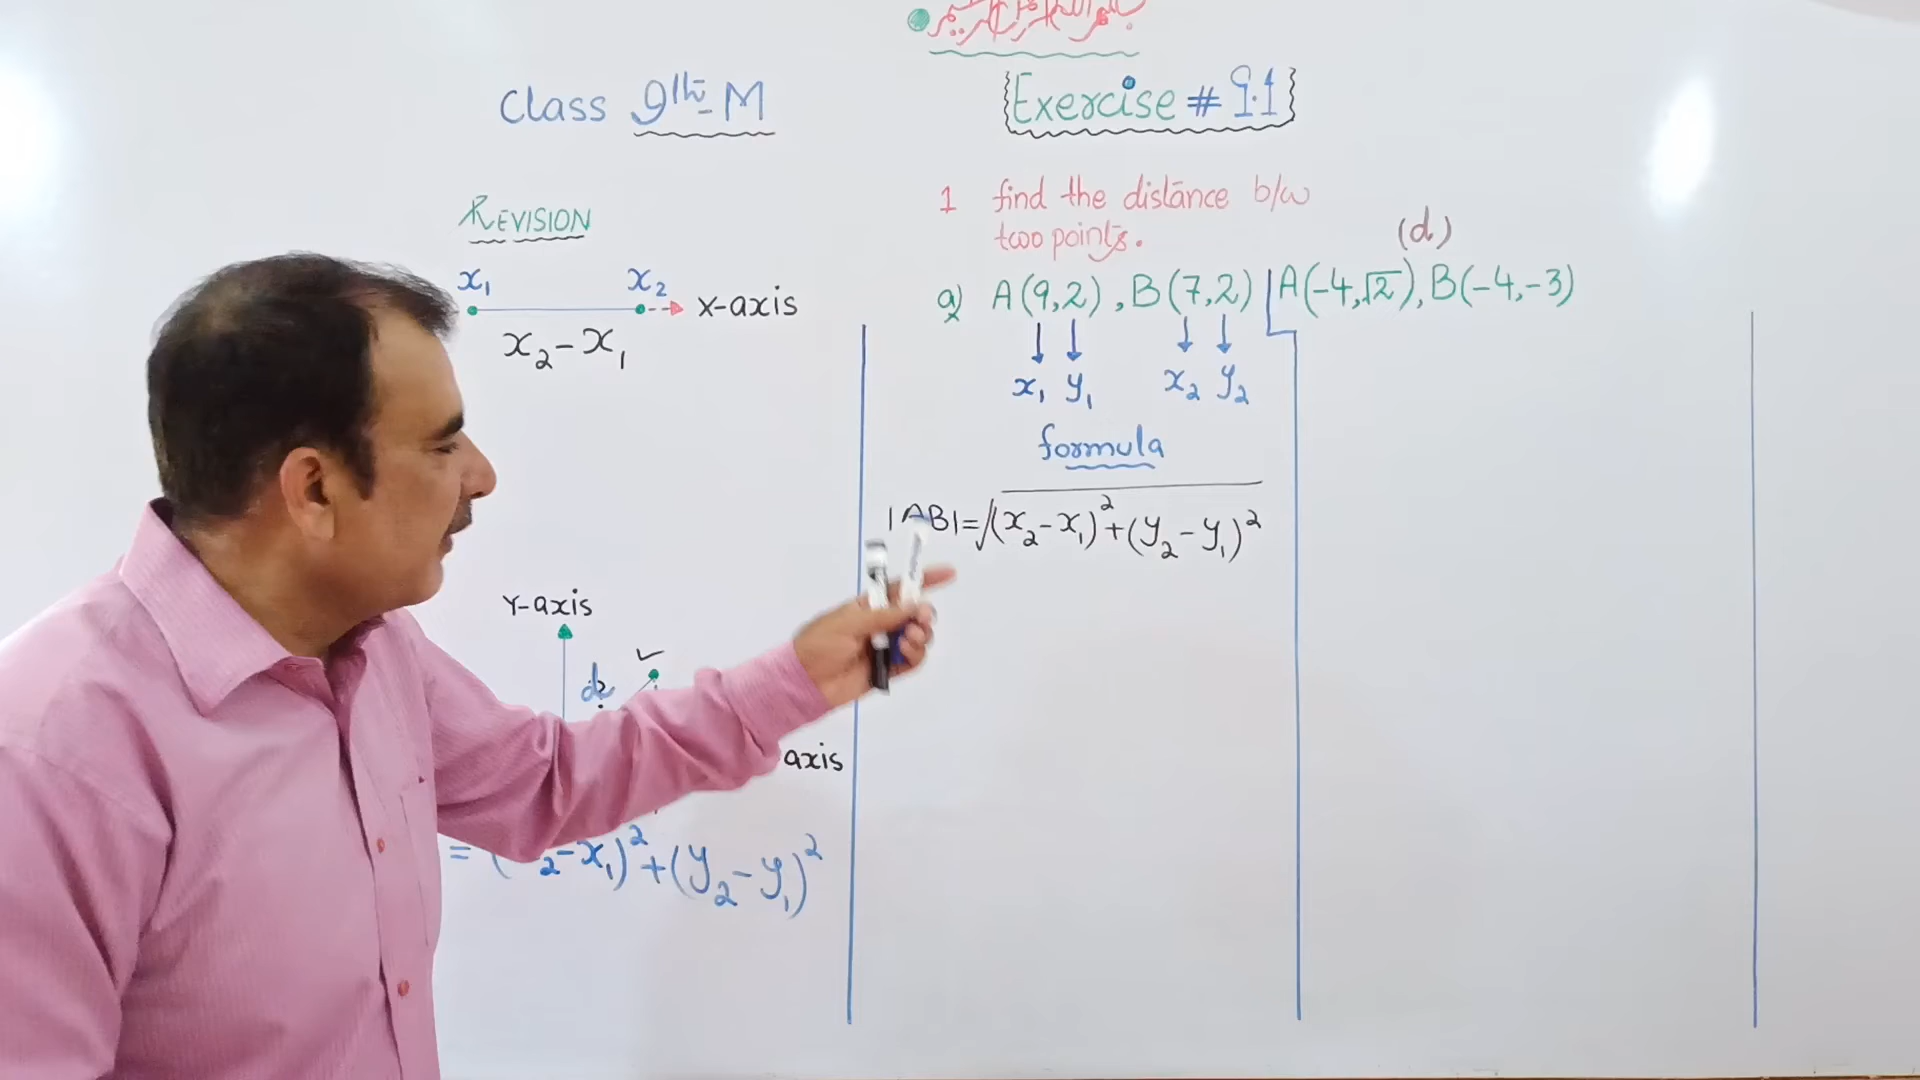 Class 9th-M
Exercise # 9.1
REVISION
x₁ x₂
X-axis
x₂-x₁
Y-axis
d
axis
= ₂-x₁)²+(y₂-y₁)²
1 find the distance b/w
two points.
a) A(9,2), B(7,2)
x₁ y₁ x₂ y₂
formula
|AB|=√(x₂-x₁)²+(y₂-y₁)²
(d)
A(-4,√2), B(-4,-3)